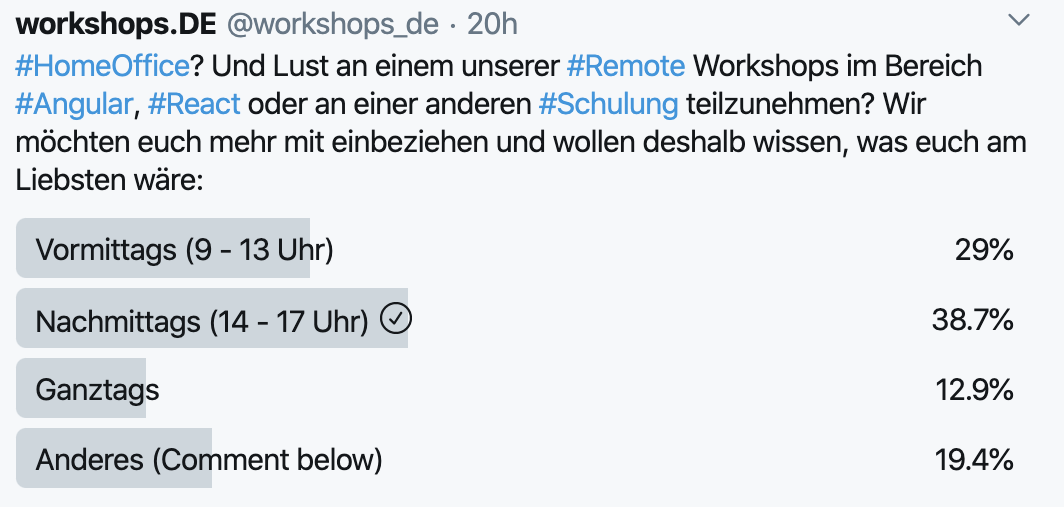 workshops.DE @workshops_de · 20h
#HomeOffice? Und Lust an einem unserer #Remote Workshops im Bereich
#Angular, #React oder an einer anderen #Schulung teilzunehmen? Wir
möchten euch mehr mit einbeziehen und wollen deshalb wissen, was euch am
Liebsten wäre:
Vormittags (9 - 13 Uhr) 29%
Nachmittags (14 - 17 Uhr) 38.7%
Ganztags 12.9%
Anderes (Comment below) 19.4%